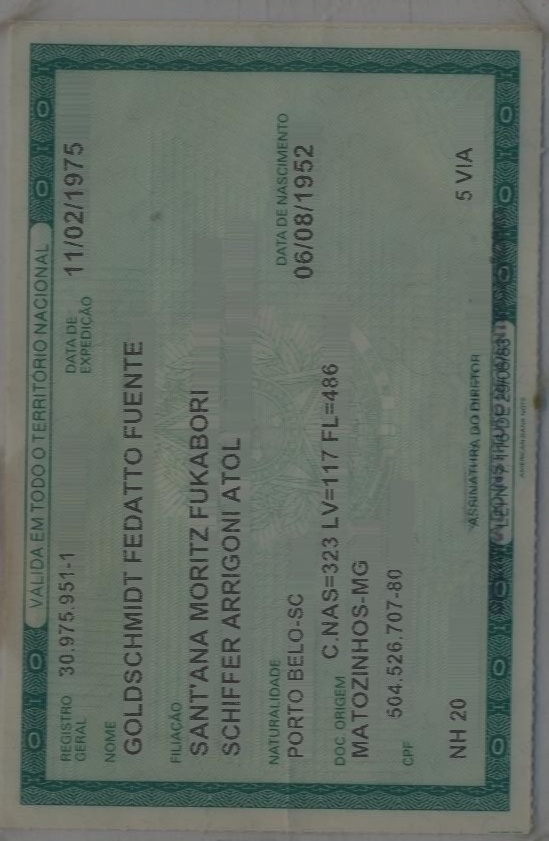 VÁLIDA EM TODO O TERRITÓRIO NACIONAL
REGISTRO GERAL 30.975.951-1 DATA DE EXPEDIÇÃO 11/02/1975
NOME
GOLDSCHMIDT FEDATTO FUENTE
FILIAÇÃO
SANT'ANA MORITZ FUKABORI
SCHIFFER ARRIGONI ATOL
NATURALIDADE DATA DE NASCIMENTO
PORTO BELO-SC 06/08/1952
DOC ORIGEM C.NAS=323 LV=117 FL=486
MATOZINHOS-MG
CPF 504.526.707-80
NH 20 5 VIA
ASSINATURA DO DIRETOR
LEI Nº 7.116 DE 29/08/83